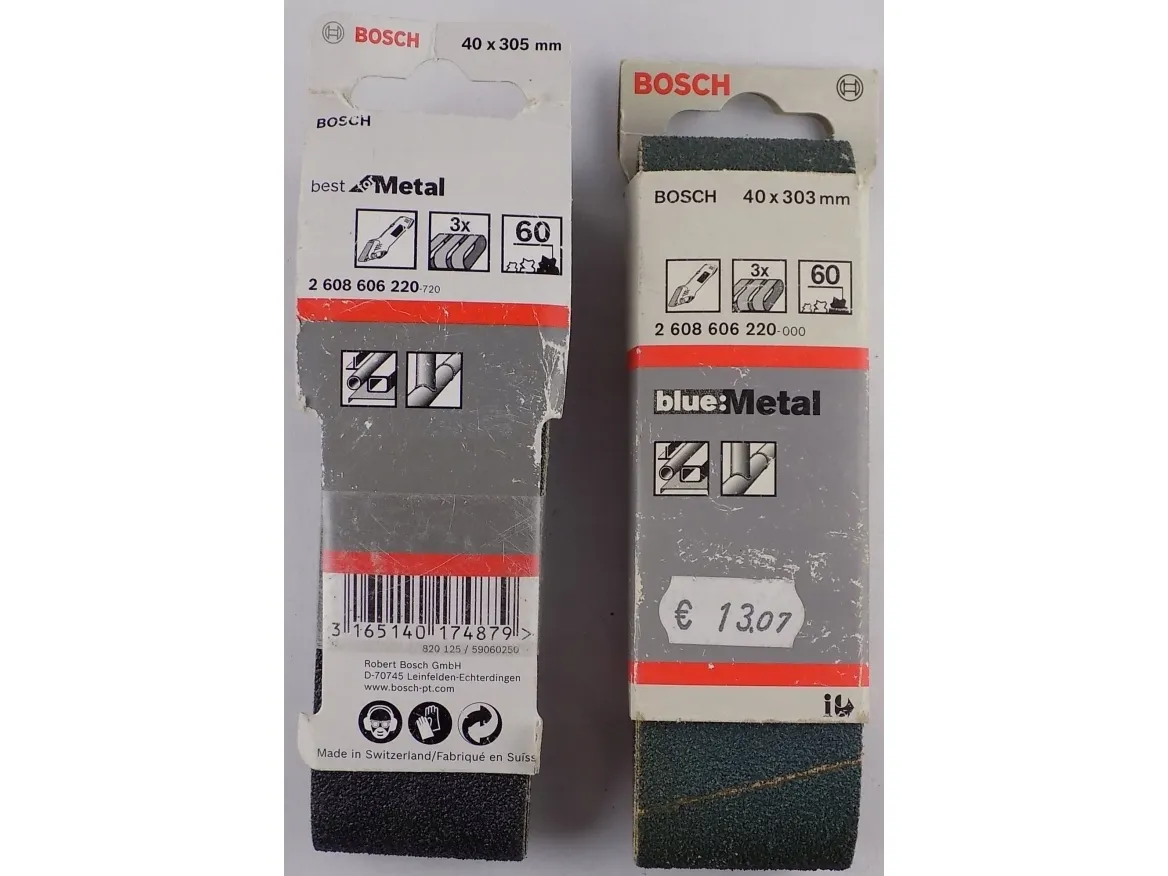 BOSCH
40 x 305 mm
BOSCH
best for Metal
3x
60
2 608 606 220-720
3 165140 174879 >
820 125 / 59060250
Robert Bosch GmbH
D-70745 Leinfelden-Echterdingen
www.bosch-pt.com
Made in Switzerland/Fabriqué en Suiss
BOSCH
BOSCH 40 x 303 mm
3x
60
2 608 606 220-000
blue:Metal
€ 13,07